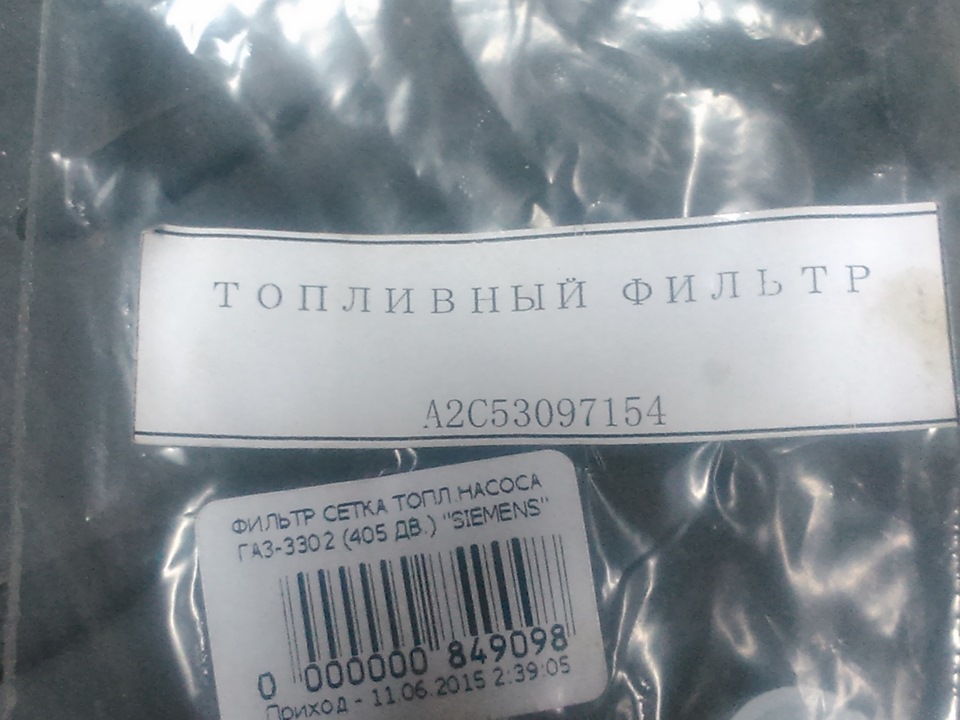 ТОПЛИВНЫЙ ФИЛЬТР
A2C53097154
ФИЛЬТР СЕТКА ТОПЛ.НАСОСА
ГАЗ-3302 (405 ДВ.) "SIEMENS"
0 000000 849098
Приход - 11.06.2015 2:39:05